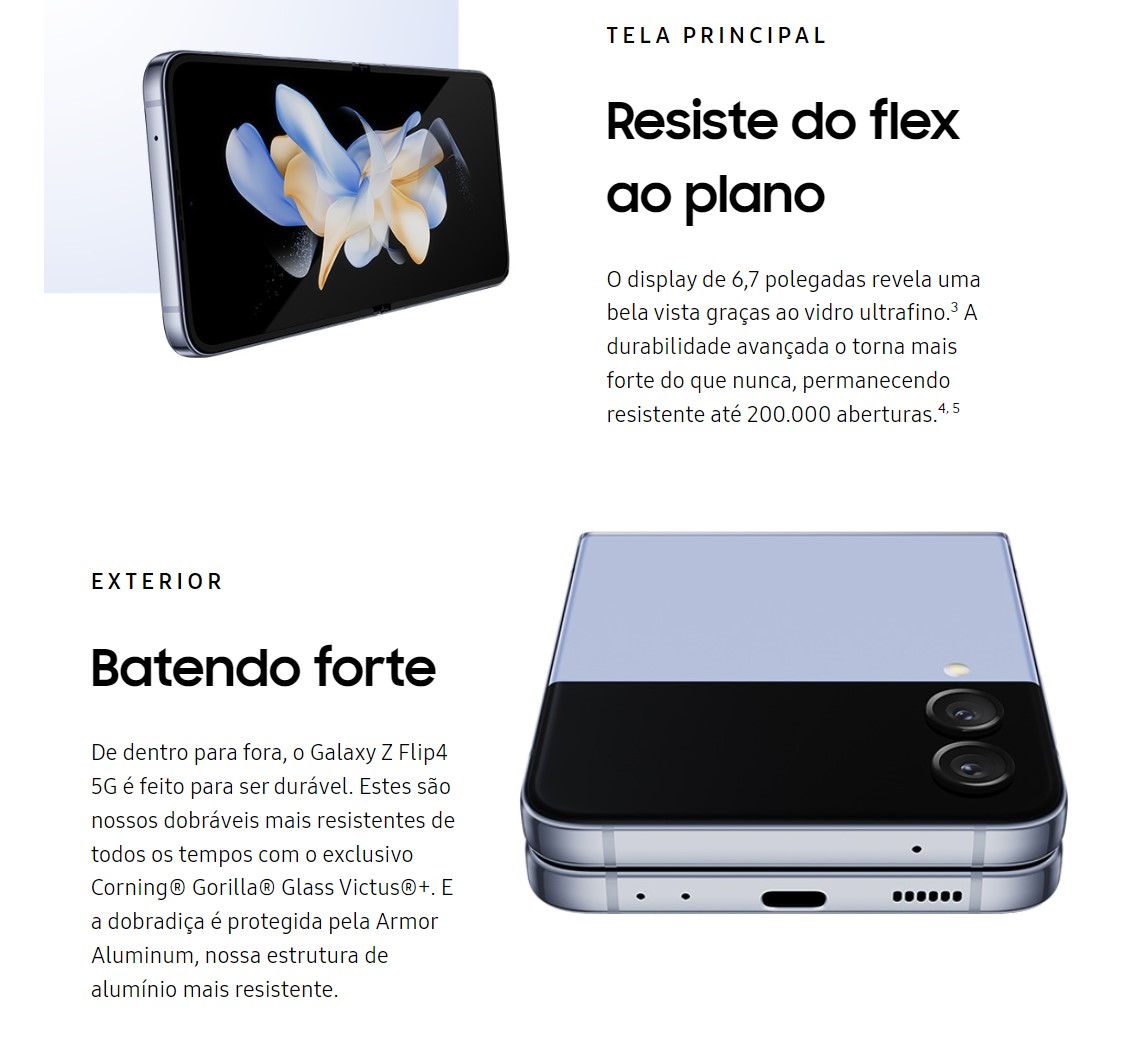 TELA PRINCIPAL
Resiste do flex
ao plano
O display de 6,7 polegadas revela uma
bela vista graças ao vidro ultrafino.³ A
durabilidade avançada o torna mais
forte do que nunca, permanecendo
resistente até 200.000 aberturas.⁴˒ ⁵
EXTERIOR
Batendo forte
De dentro para fora, o Galaxy Z Flip4
5G é feito para ser durável. Estes são
nossos dobráveis mais resistentes de
todos os tempos com o exclusivo
Corning® Gorilla® Glass Victus®+. E
a dobradiça é protegida pela Armor
Aluminum, nossa estrutura de
alumínio mais resistente.